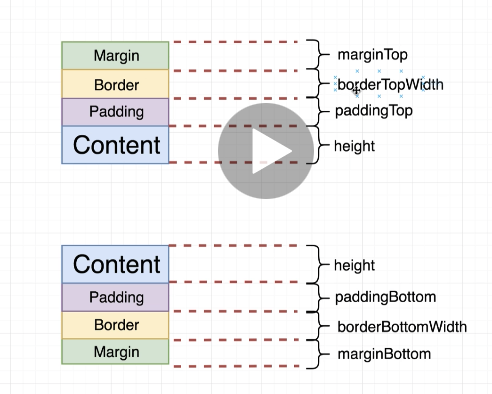 Margin marginTop
Border borderTopWidth
Padding paddingTop
Content height
Content height
Padding paddingBottom
Border borderBottomWidth
Margin marginBottom